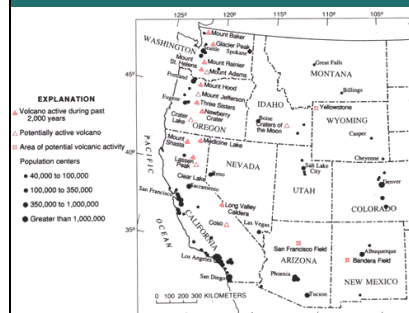 125°
120°
115°
110°
105°
45°
40°
35°
WASHINGTON
Mount Baker
Glacier Peak
Seattle
Spokane
Mount Rainier
Mount
St. Helens
Mount Adams
Portland
Mount Hood
Mount Jefferson
Eugene
Three Sisters
Newberry
Crater
Crater
Lake
OREGON
Great Falls
MONTANA
Billings
IDAHO
Boise
Craters of
the Moon
Yellowstone
WYOMING
Casper
Cheyenne
Mount
Shasta
Medicine Lake
Lassen
Peak
Clear Lake
Reno
Sacramento
NEVADA
Salt Lake
City
UTAH
Denver
COLORADO
San Francisco
CALIFORNIA
Long Valley
Caldera
Coso
Las Vegas
Los Angeles
San Diego
San Francisco Field
ARIZONA
Phoenix
Tucson
Albuquerque
Bandera Field
NEW MEXICO
PACIFIC
OCEAN
0 100 200 300 KILOMETERS
EXPLANATION
Volcano active during past
2,000 years
Potentially active volcano
Area of potential volcanic activity
Population centers
40,000 to 100,000
100,000 to 350,000
350,000 to 1,000,000
Greater than 1,000,000